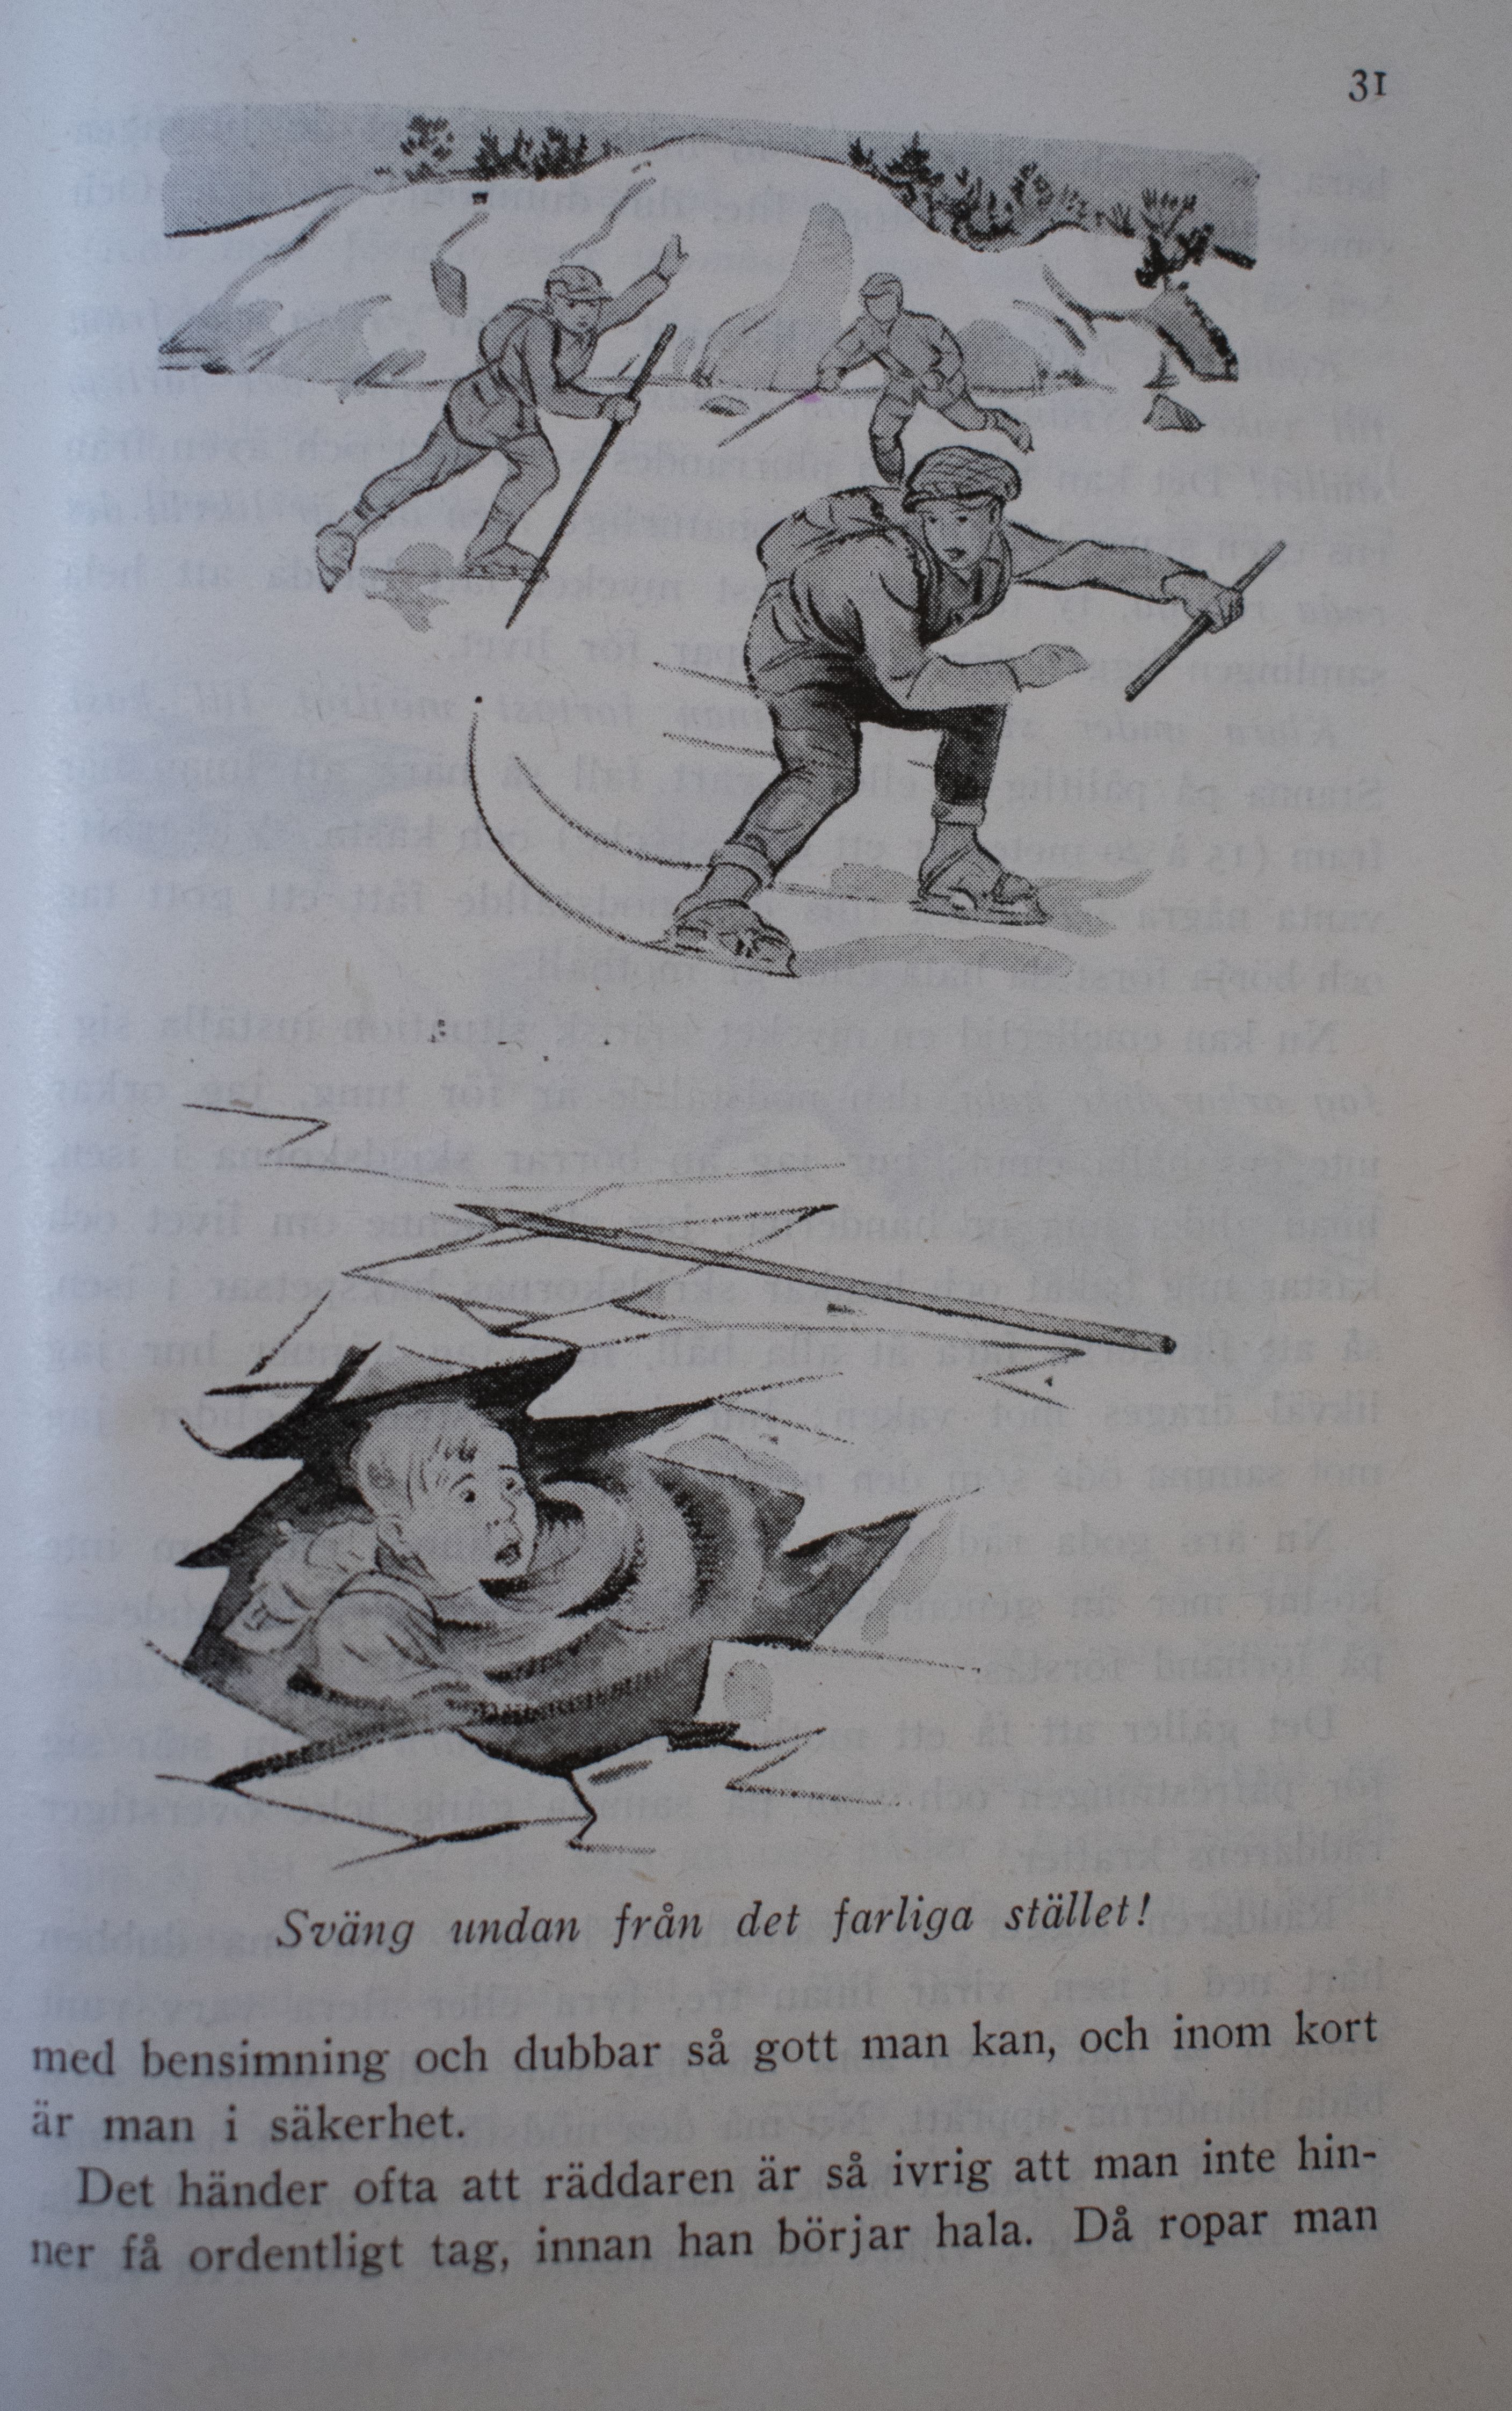 31
Sväng undan från det farliga stället!
med bensimning och dubbar så gott man kan, och inom kort
är man i säkerhet.
Det händer ofta att räddaren är så ivrig att man inte hin-
ner få ordentligt tag, innan han börjar hala. Då ropar man